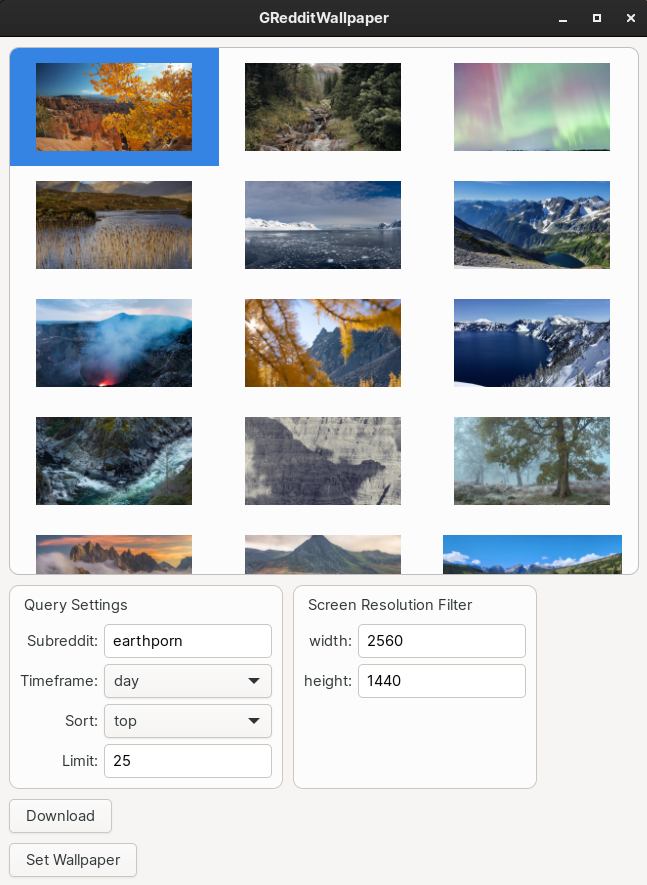 GRedditWallpaper
Query Settings
Subreddit: earthporn
Timeframe: day
Sort: top
Limit: 25
Screen Resolution Filter
width: 2560
height: 1440
Download
Set Wallpaper